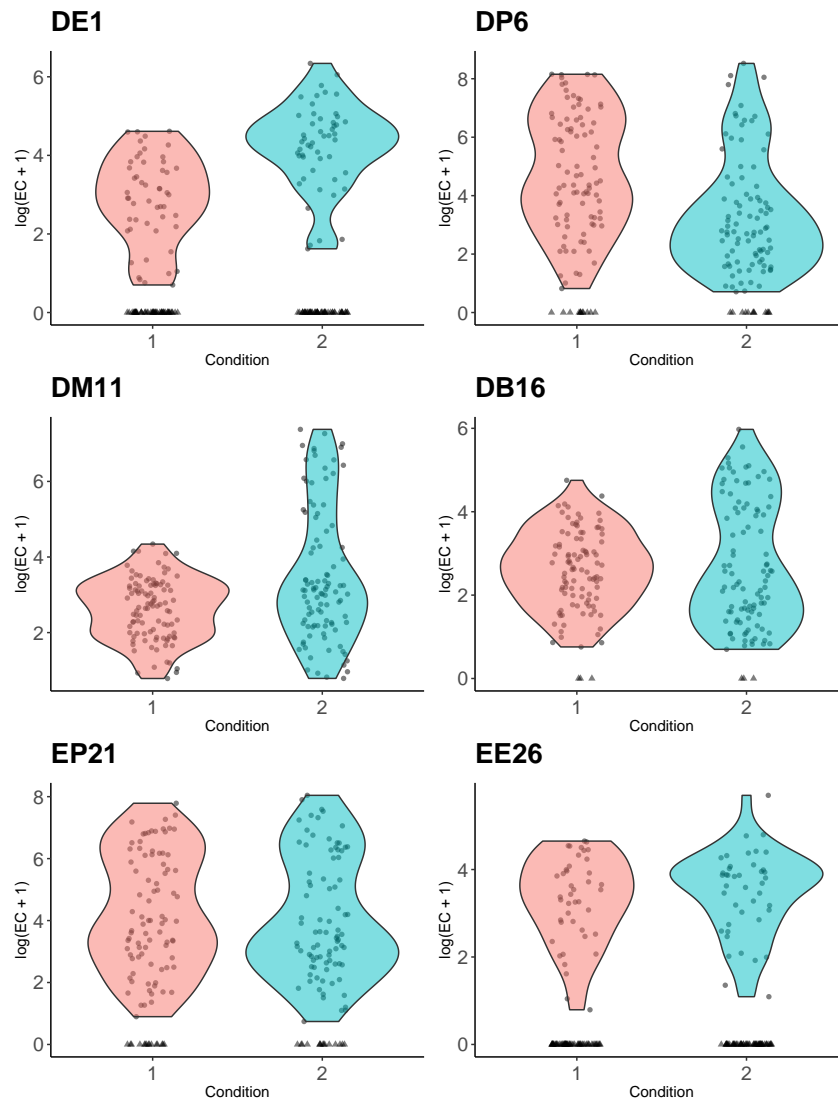 DE1
log(EC + 1)
6
4
2
0
1 2
Condition
DP6
log(EC + 1)
8
6
4
2
0
1 2
Condition
DM11
log(EC + 1)
6
4
2
1 2
Condition
DB16
log(EC + 1)
6
4
2
0
1 2
Condition
EP21
log(EC + 1)
8
6
4
2
0
1 2
Condition
EE26
log(EC + 1)
4
2
0
1 2
Condition